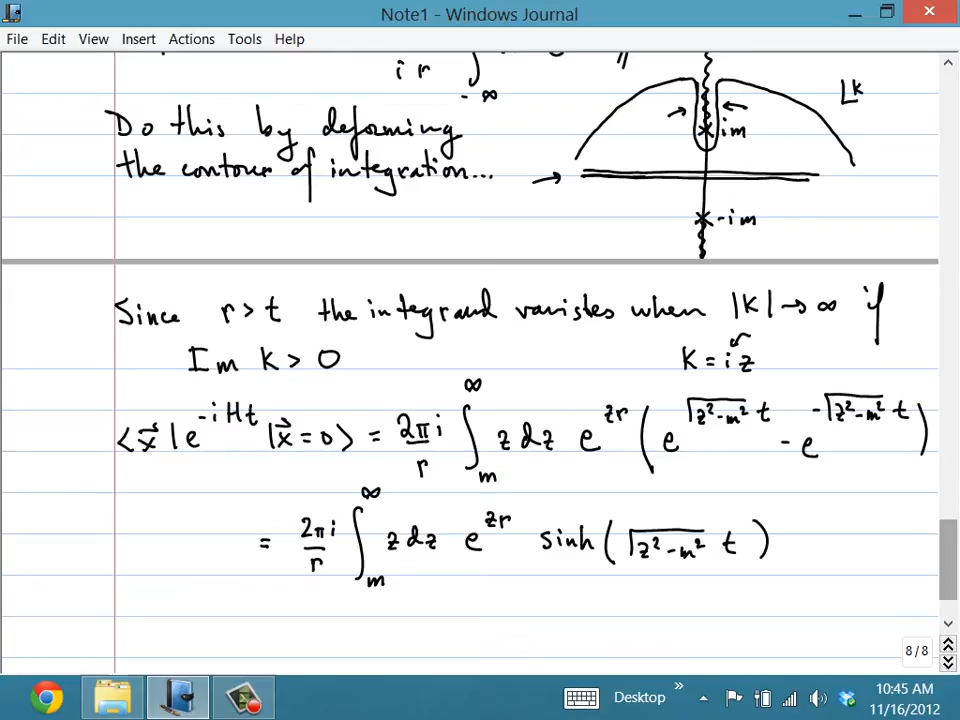 Note1 - Windows Journal
File Edit View Insert Actions Tools Help
i r ∫ - ∞
Do this by deforming
the contour of integration...
k
im
-im
Since r > t the integrand vanishes when |k| → ∞ if
Im k > 0 k = i z
⟨x⃗| e^{-iHt} |x⃗=0⟩ = 2πi/r ∫_m^∞ z dz e^{zr} ( e^{√(z²-m²) t} - e^{-√(z²-m²) t} )
= 2πi/r ∫_m^∞ z dz e^{zr} sinh( √(z²-m²) t )
8 / 8
Desktop » 10:45 AM
11/16/2012